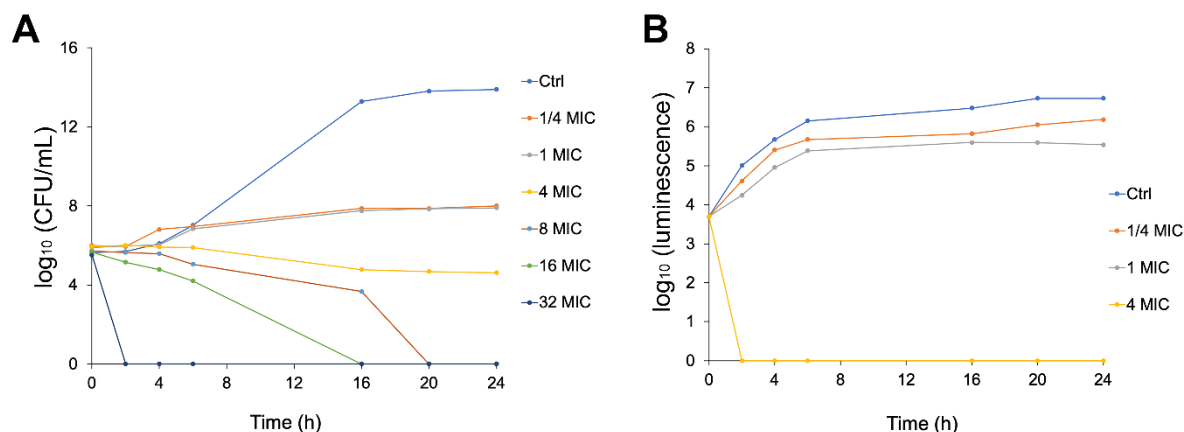 A
log₁₀ (CFU/mL)
16
12
8
4
0
0 4 8 12 16 20 24
Time (h)
Ctrl
1/4 MIC
1 MIC
4 MIC
8 MIC
16 MIC
32 MIC
B
log₁₀ (luminescence)
8
7
6
5
4
3
2
1
0
0 4 8 12 16 20 24
Time (h)
Ctrl
1/4 MIC
1 MIC
4 MIC